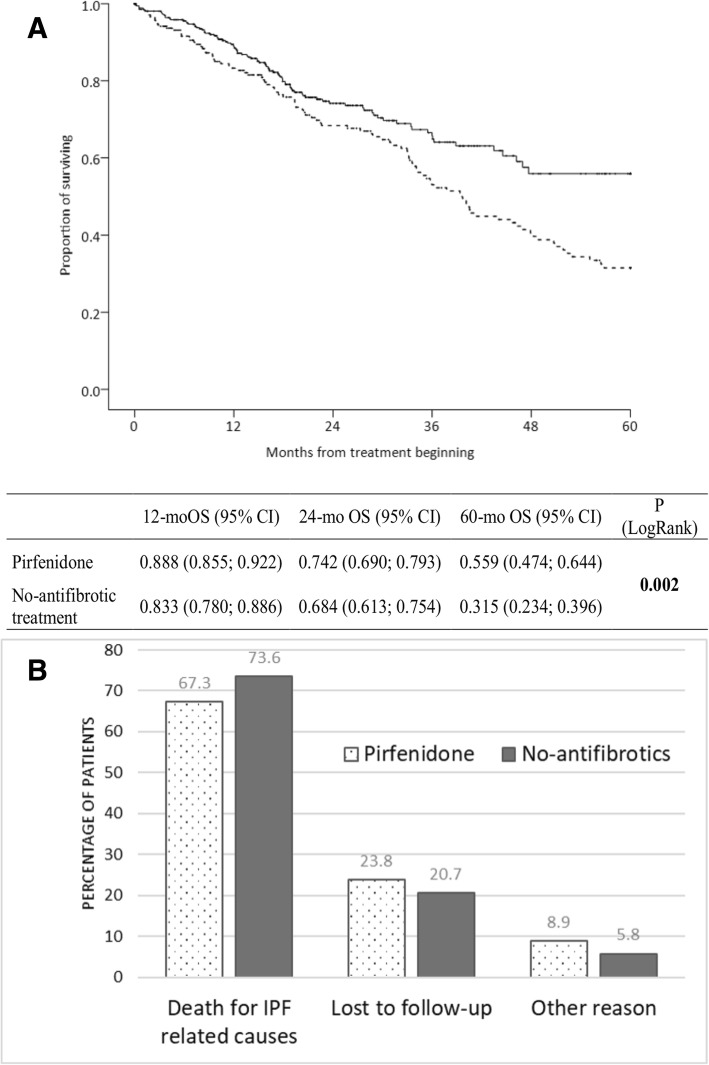 A
1.0
0.8
0.6
0.4
0.2
0.0
Proportion of surviving
0 12 24 36 48 60
Months from treatment beginning
12-moOS (95% CI) 24-mo OS (95% CI) 60-mo OS (95% CI) P (LogRank)
Pirfenidone 0.888 (0.855; 0.922) 0.742 (0.690; 0.793) 0.559 (0.474; 0.644) 0.002
No-antifibrotic treatment 0.833 (0.780; 0.886) 0.684 (0.613; 0.754) 0.315 (0.234; 0.396)
B
80
70
60
50
40
30
20
10
0
PERCENTAGE OF PATIENTS
67.3 73.6
Pirfenidone No-antifibrotics
23.8 20.7
8.9 5.8
Death for IPF related causes
Lost to follow-up
Other reason